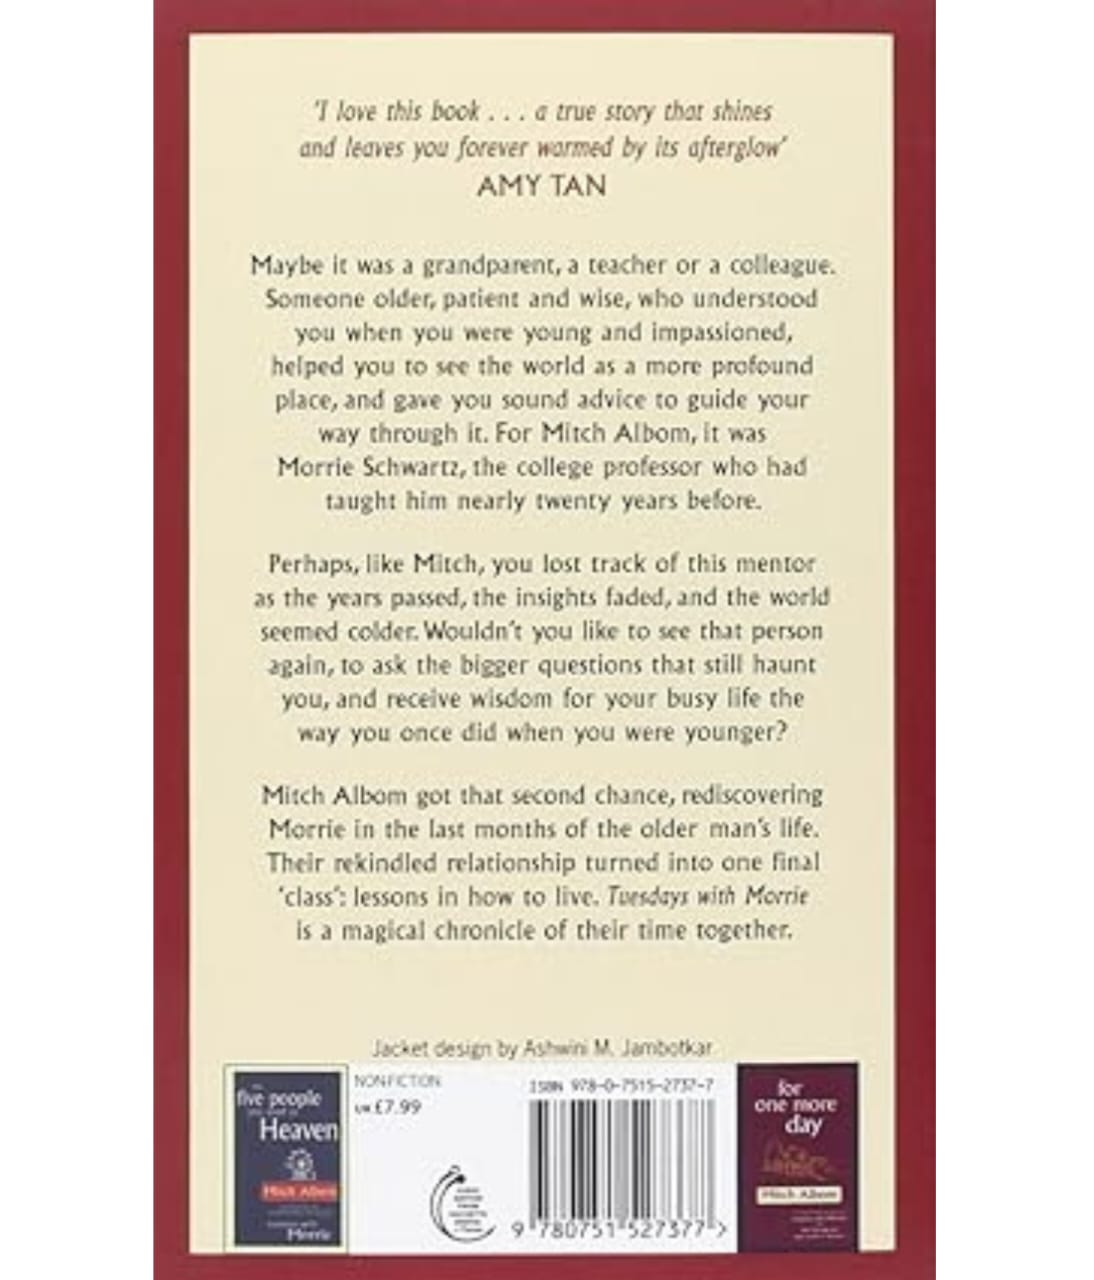 'I love this book . . . a true story that shines
and leaves you forever warmed by its afterglow'
AMY TAN
Maybe it was a grandparent, a teacher or a colleague.
Someone older, patient and wise, who understood
you when you were young and impassioned,
helped you to see the world as a more profound
place, and gave you sound advice to guide your
way through it. For Mitch Albom, it was
Morrie Schwartz, the college professor who had
taught him nearly twenty years before.
Perhaps, like Mitch, you lost track of this mentor
as the years passed, the insights faded, and the world
seemed colder. Wouldn't you like to see that person
again, to ask the bigger questions that still haunt
you, and receive wisdom for your busy life the
way you once did when you were younger?
Mitch Albom got that second chance, rediscovering
Morrie in the last months of the older man's life.
Their rekindled relationship turned into one final
'class': lessons in how to live. Tuesdays with Morrie
is a magical chronicle of their time together.
Jacket design by Ashwini M. Jambotkar
five people
Heaven
Mitch Albom
Morrie
NONFICTION
UK £7.99
ISBN 978-0-7515-2737-7
9 780751 527377 >
for
one more
day
Mitch Albom